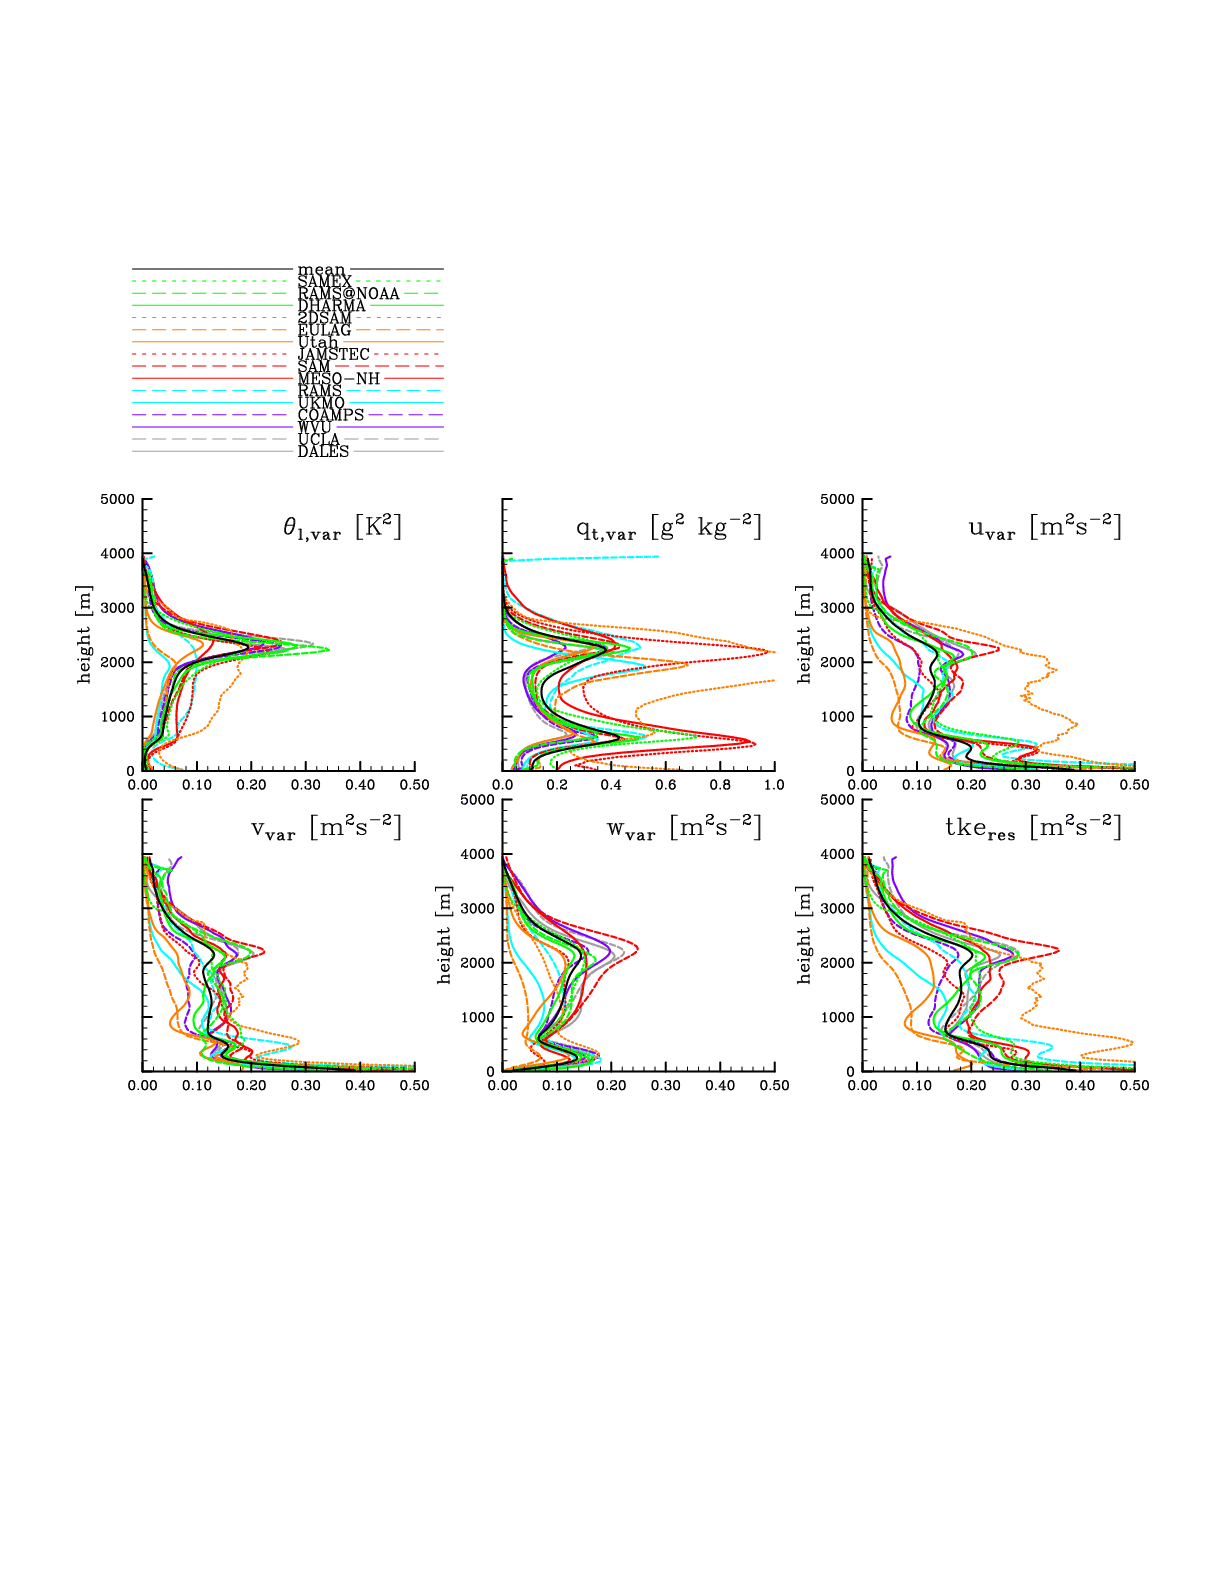 mean
SAMEX
RAMS@NOAA
DHARMA
2DSAM
EULAG
Utah
JAMSTEC
SAM
MESO-NH
RAMS
UKMO
COAMPS
WVU
UCLA
DALES
θl,var [K²]
height [m]
5000
4000
3000
2000
1000
0
0.00 0.10 0.20 0.30 0.40 0.50
qt,var [g² kg⁻²]
0.00 0.2 0.4 0.6 0.8 1.0
uvar [m²s⁻²]
height [m]
5000
4000
3000
2000
1000
0
0.00 0.10 0.20 0.30 0.40 0.50
vvar [m²s⁻²]
0.00 0.10 0.20 0.30 0.40 0.50
wvar [m²s⁻²]
height [m]
5000
4000
3000
2000
1000
0
0.00 0.10 0.20 0.30 0.40 0.50
tkeres [m²s⁻²]
height [m]
5000
4000
3000
2000
1000
0
0.00 0.10 0.20 0.30 0.40 0.50